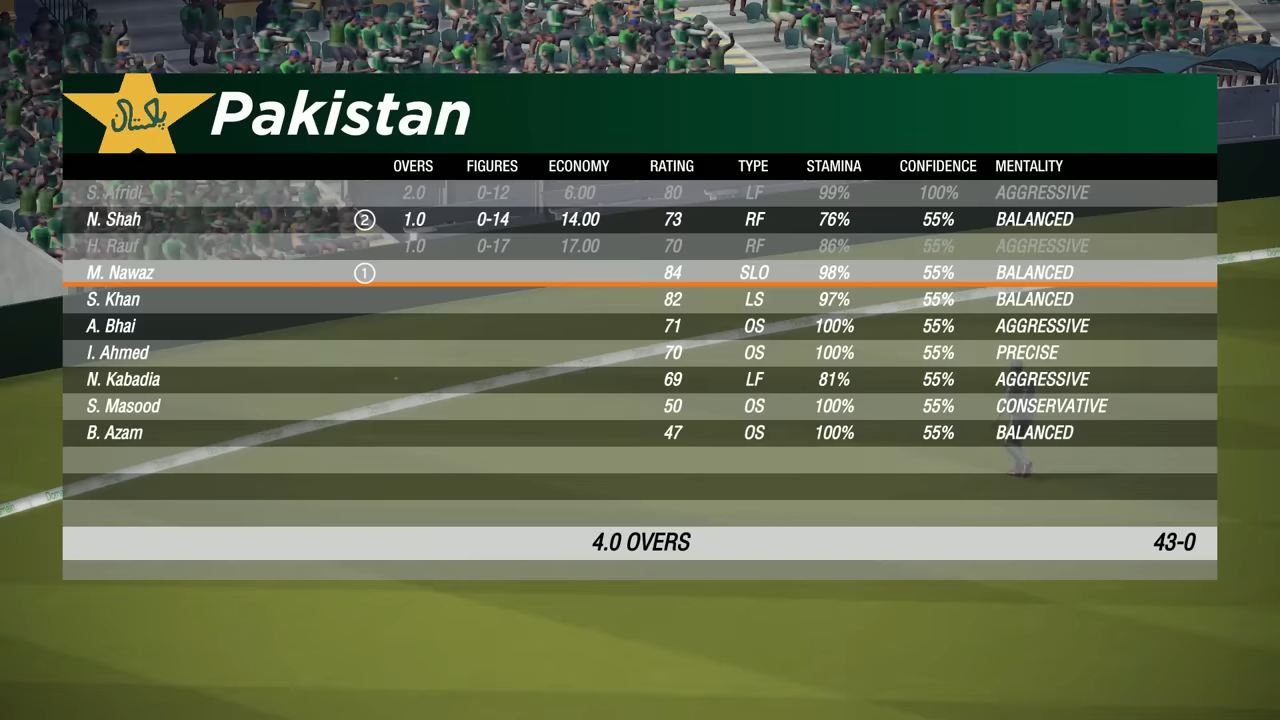 پاکستان Pakistan
OVERS FIGURES ECONOMY RATING TYPE STAMINA CONFIDENCE MENTALITY
S. Afridi 2.0 0-12 6.00 80 LF 99% 100% AGGRESSIVE
N. Shah 2 1.0 0-14 14.00 73 RF 76% 55% BALANCED
H. Rauf 1.0 0-17 17.00 70 RF 86% 55% AGGRESSIVE
M. Nawaz 1 84 SLO 98% 55% BALANCED
S. Khan 82 LS 97% 55% BALANCED
A. Bhai 71 OS 100% 55% AGGRESSIVE
I. Ahmed 70 OS 100% 55% PRECISE
N. Kabadia 69 LF 81% 55% AGGRESSIVE
S. Masood 50 OS 100% 55% CONSERVATIVE
B. Azam 47 OS 100% 55% BALANCED
4.0 OVERS 43-0